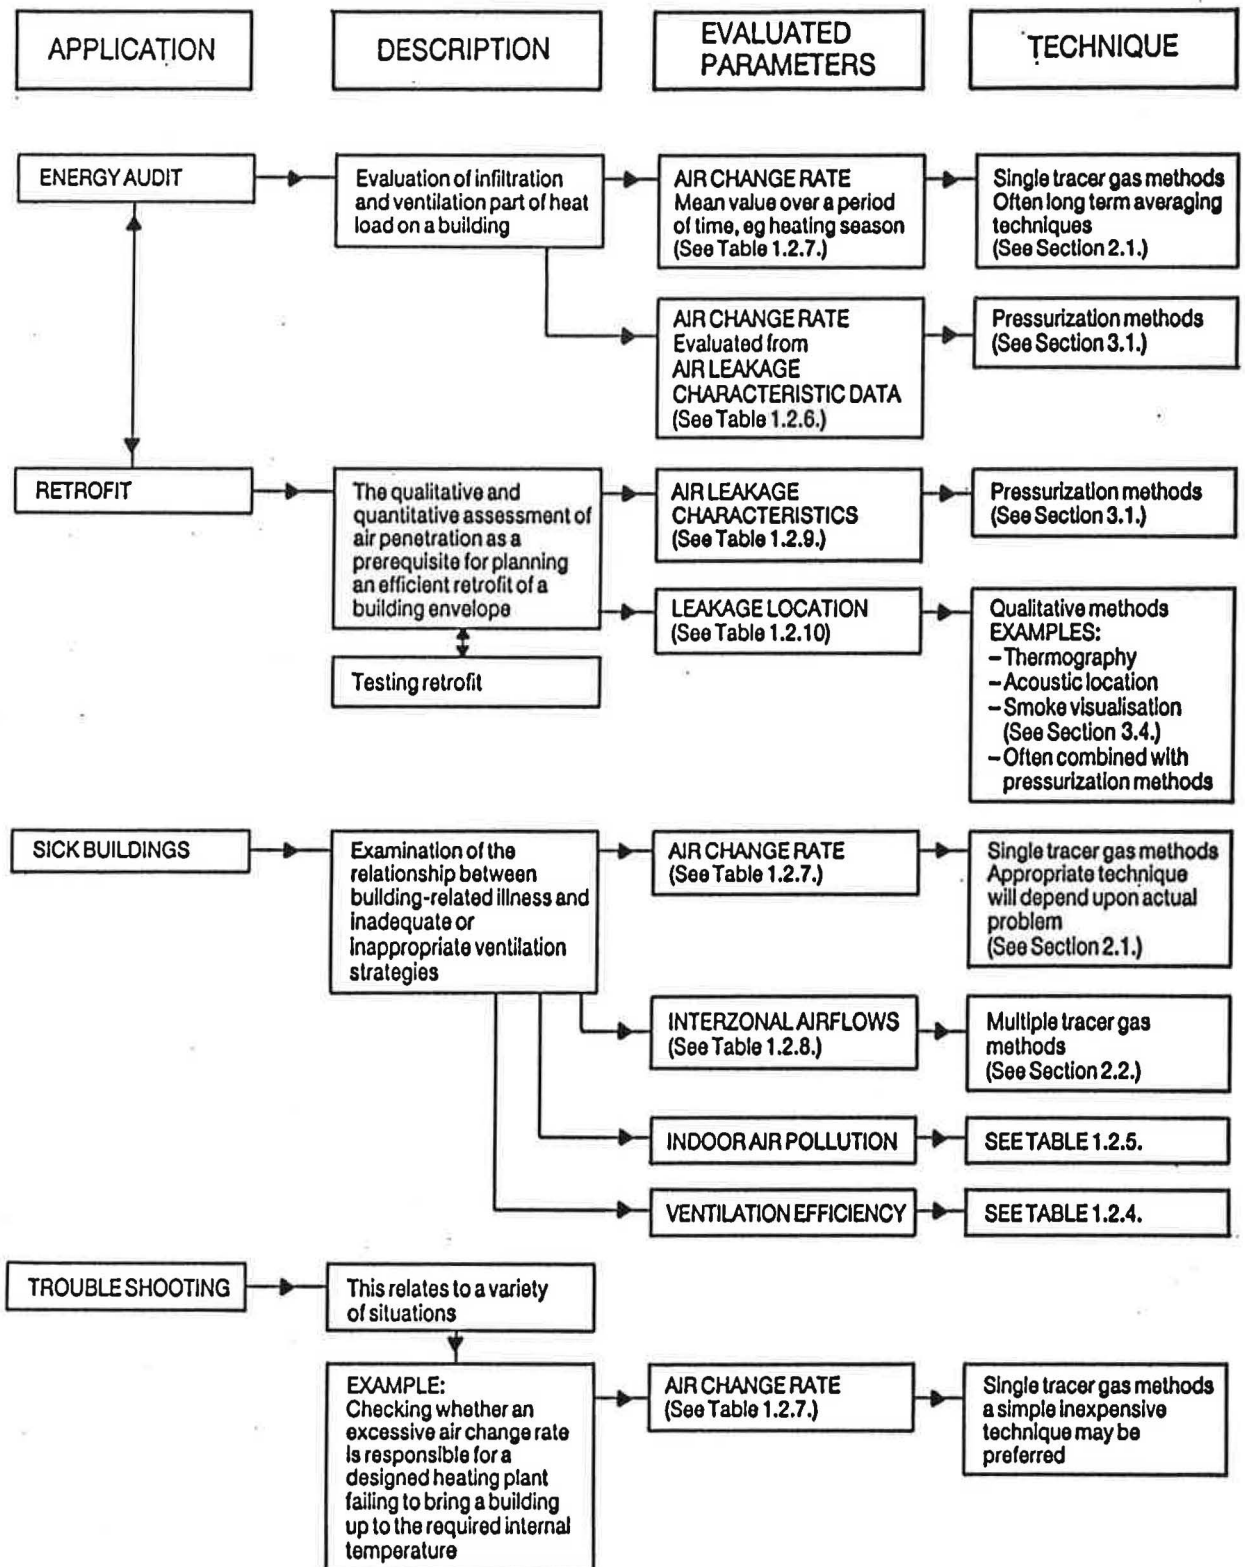 APPLICATION
DESCRIPTION
EVALUATED
PARAMETERS
TECHNIQUE
ENERGY AUDIT
Evaluation of infiltration
and ventilation part of heat
load on a building
AIR CHANGE RATE
Mean value over a period
of time, eg heating season
(See Table 1.2.7.)
Single tracer gas methods
Often long term averaging
techniques
(See Section 2.1.)
AIR CHANGE RATE
Evaluated from
AIR LEAKAGE
CHARACTERISTIC DATA
(See Table 1.2.6.)
Pressurization methods
(See Section 3.1.)
RETROFIT
The qualitative and
quantitative assessment of
air penetration as a
prerequisite for planning
an efficient retrofit of a
building envelope
AIR LEAKAGE
CHARACTERISTICS
(See Table 1.2.9.)
Pressurization methods
(See Section 3.1.)
LEAKAGE LOCATION
(See Table 1.2.10)
Qualitative methods
EXAMPLES:
– Thermography
– Acoustic location
– Smoke visualisation
(See Section 3.4.)
– Often combined with
pressurization methods
Testing retrofit
SICK BUILDINGS
Examination of the
relationship between
building-related illness and
inadequate or
inappropriate ventilation
strategies
AIR CHANGE RATE
(See Table 1.2.7.)
Single tracer gas methods
Appropriate technique
will depend upon actual
problem
(See Section 2.1.)
INTERZONAL AIRFLOWS
(See Table 1.2.8.)
Multiple tracer gas
methods
(See Section 2.2.)
INDOOR AIR POLLUTION
SEE TABLE 1.2.5.
VENTILATION EFFICIENCY
SEE TABLE 1.2.4.
TROUBLE SHOOTING
This relates to a variety
of situations
EXAMPLE:
Checking whether an
excessive air change rate
is responsible for a
designed heating plant
failing to bring a building
up to the required internal
temperature
AIR CHANGE RATE
(See Table 1.2.7.)
Single tracer gas methods
a simple inexpensive
technique may be
preferred